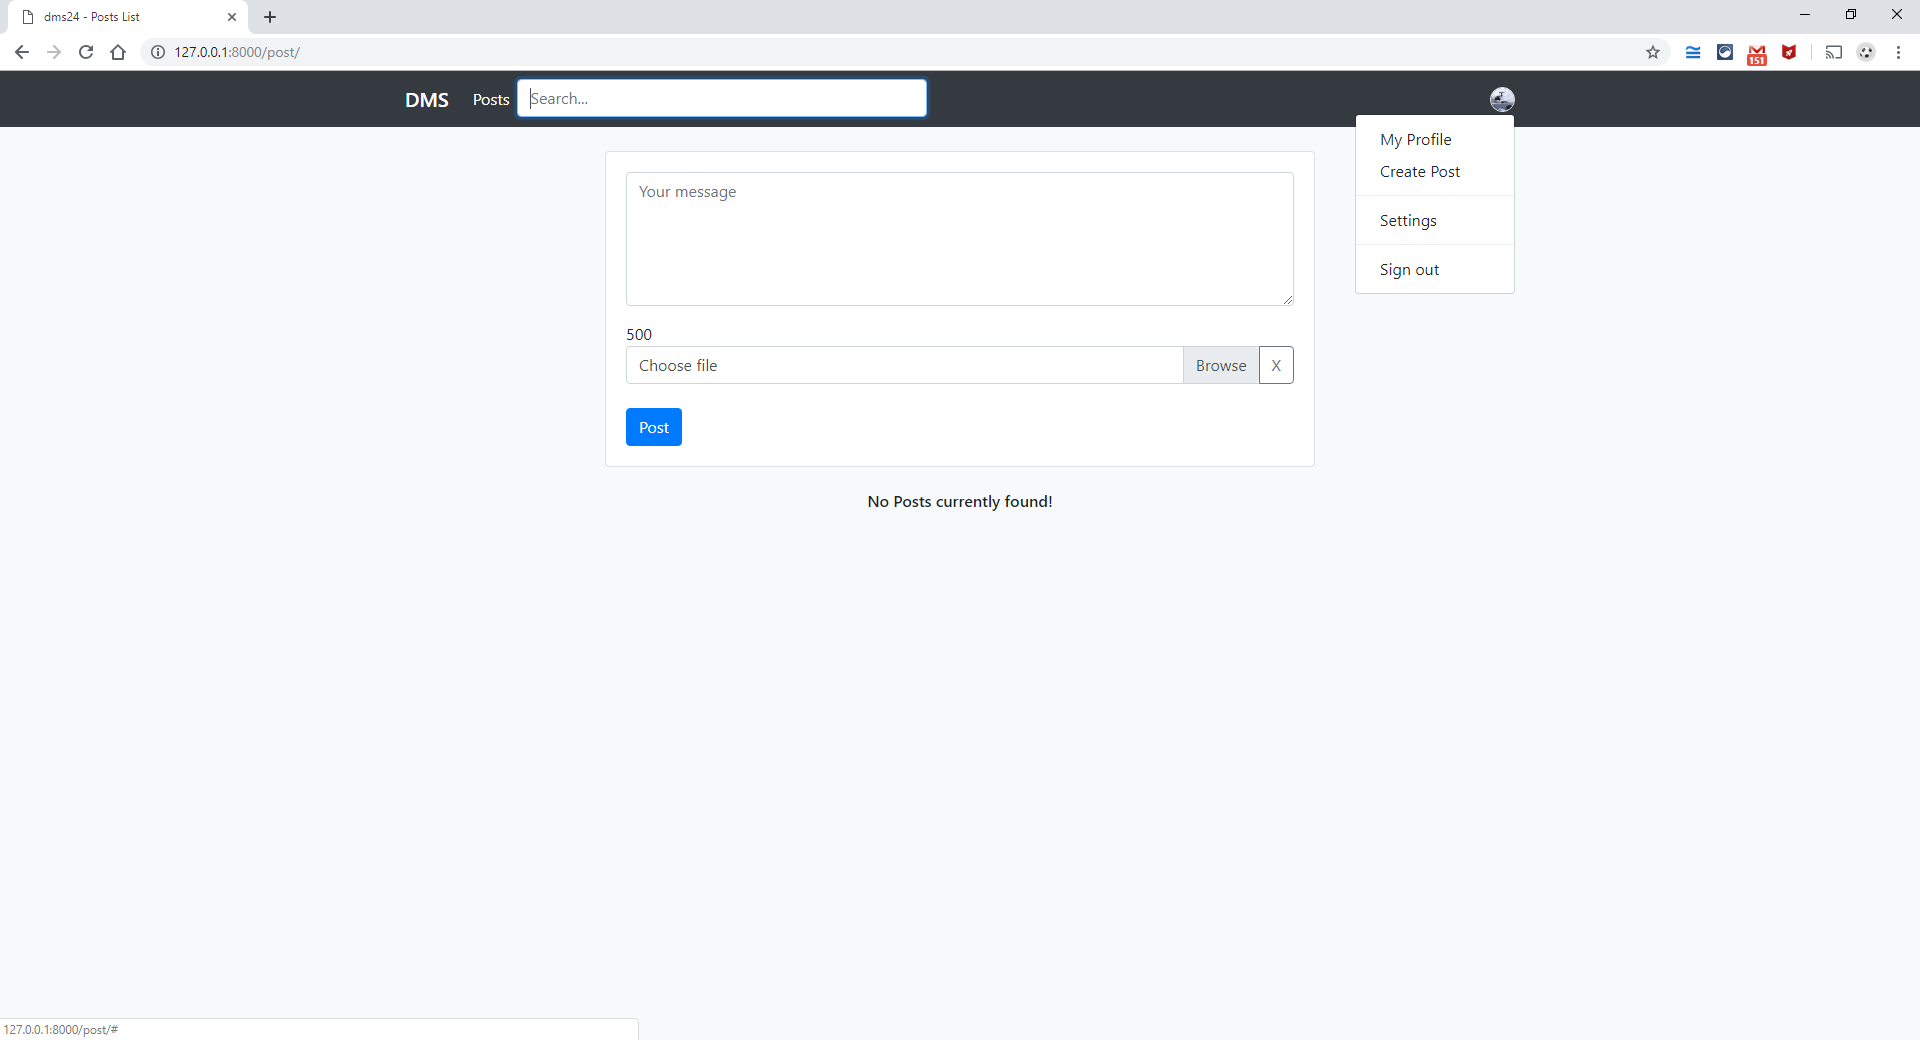 dms24 - Posts List
127.0.0.1:8000/post/
151
DMS Posts Search...
My Profile
Create Post
Settings
Sign out
Your message
500
Choose file Browse X
Post
No Posts currently found!
127.0.0.1:8000/post/#